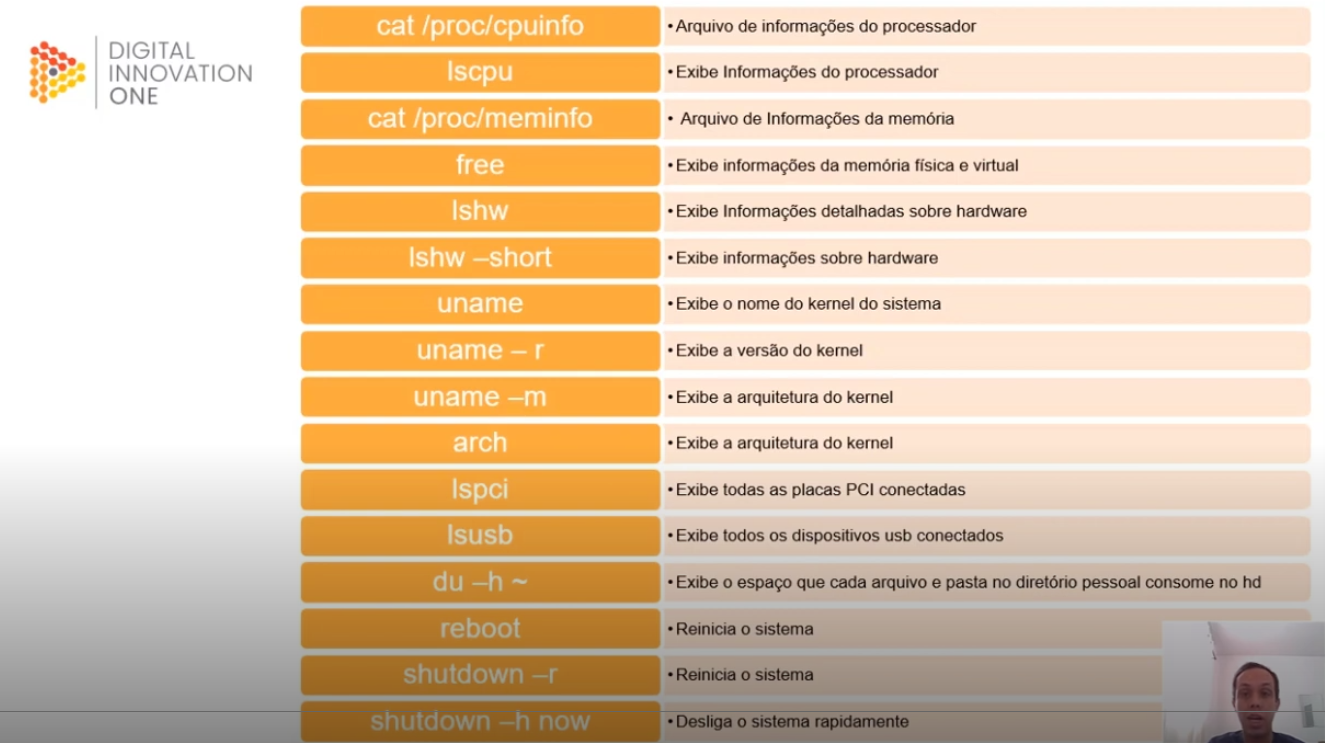 DIGITAL
INNOVATION
ONE
cat /proc/cpuinfo •Arquivo de informações do processador
lscpu •Exibe Informações do processador
cat /proc/meminfo • Arquivo de Informações da memória
free •Exibe informações da memória física e virtual
lshw •Exibe Informações detalhadas sobre hardware
lshw –short •Exibe informações sobre hardware
uname •Exibe o nome do kernel do sistema
uname – r •Exibe a versão do kernel
uname –m •Exibe a arquitetura do kernel
arch •Exibe a arquitetura do kernel
lspci •Exibe todas as placas PCI conectadas
lsusb •Exibe todos os dispositivos usb conectados
du –h ~ •Exibe o espaço que cada arquivo e pasta no diretório pessoal consome no hd
reboot •Reinicia o sistema
shutdown –r •Reinicia o sistema
shutdown –h now •Desliga o sistema rapidamente